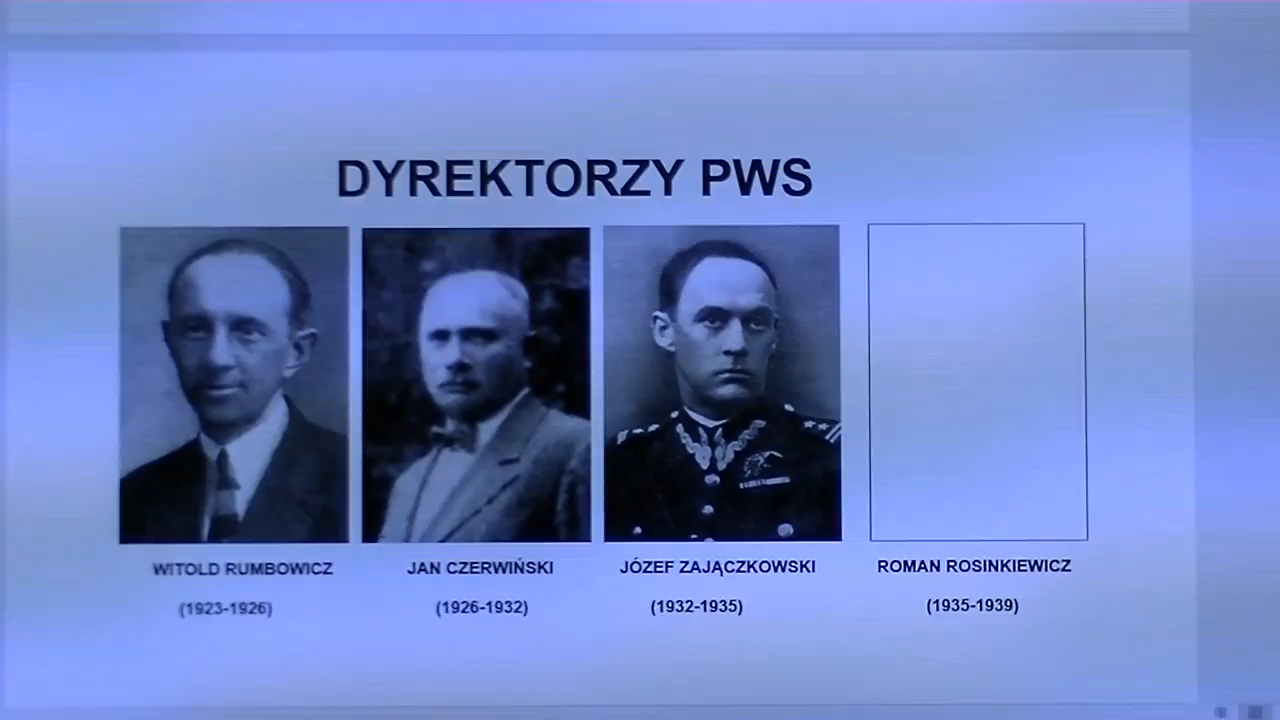 DYREKTORZY PWS
WITOLD RUMBOWICZ
JAN CZERWIŃSKI
JÓZEF ZAJĄCZKOWSKI
ROMAN ROSINKIEWICZ
(1923-1926)
(1926-1932)
(1932-1935)
(1935-1939)